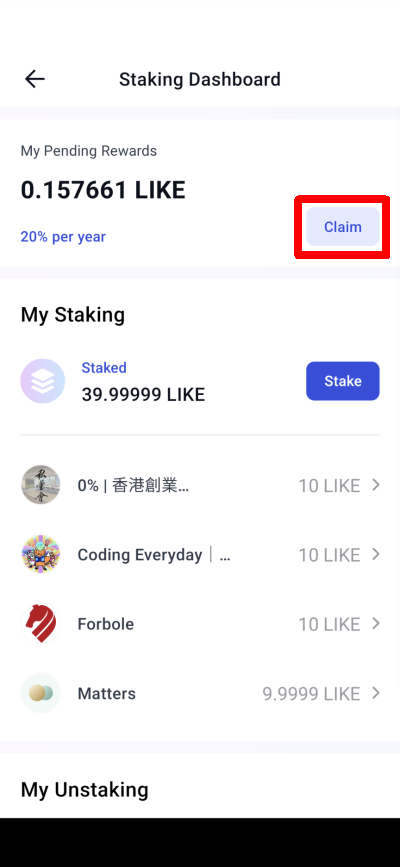 Staking Dashboard
My Pending Rewards
0.157661 LIKE
Claim
20% per year
My Staking
Staked
39.99999 LIKE
Stake
0% | 香港創業... 10 LIKE
Coding Everyday｜... 10 LIKE
Forbole 10 LIKE
Matters 9.9999 LIKE
My Unstaking